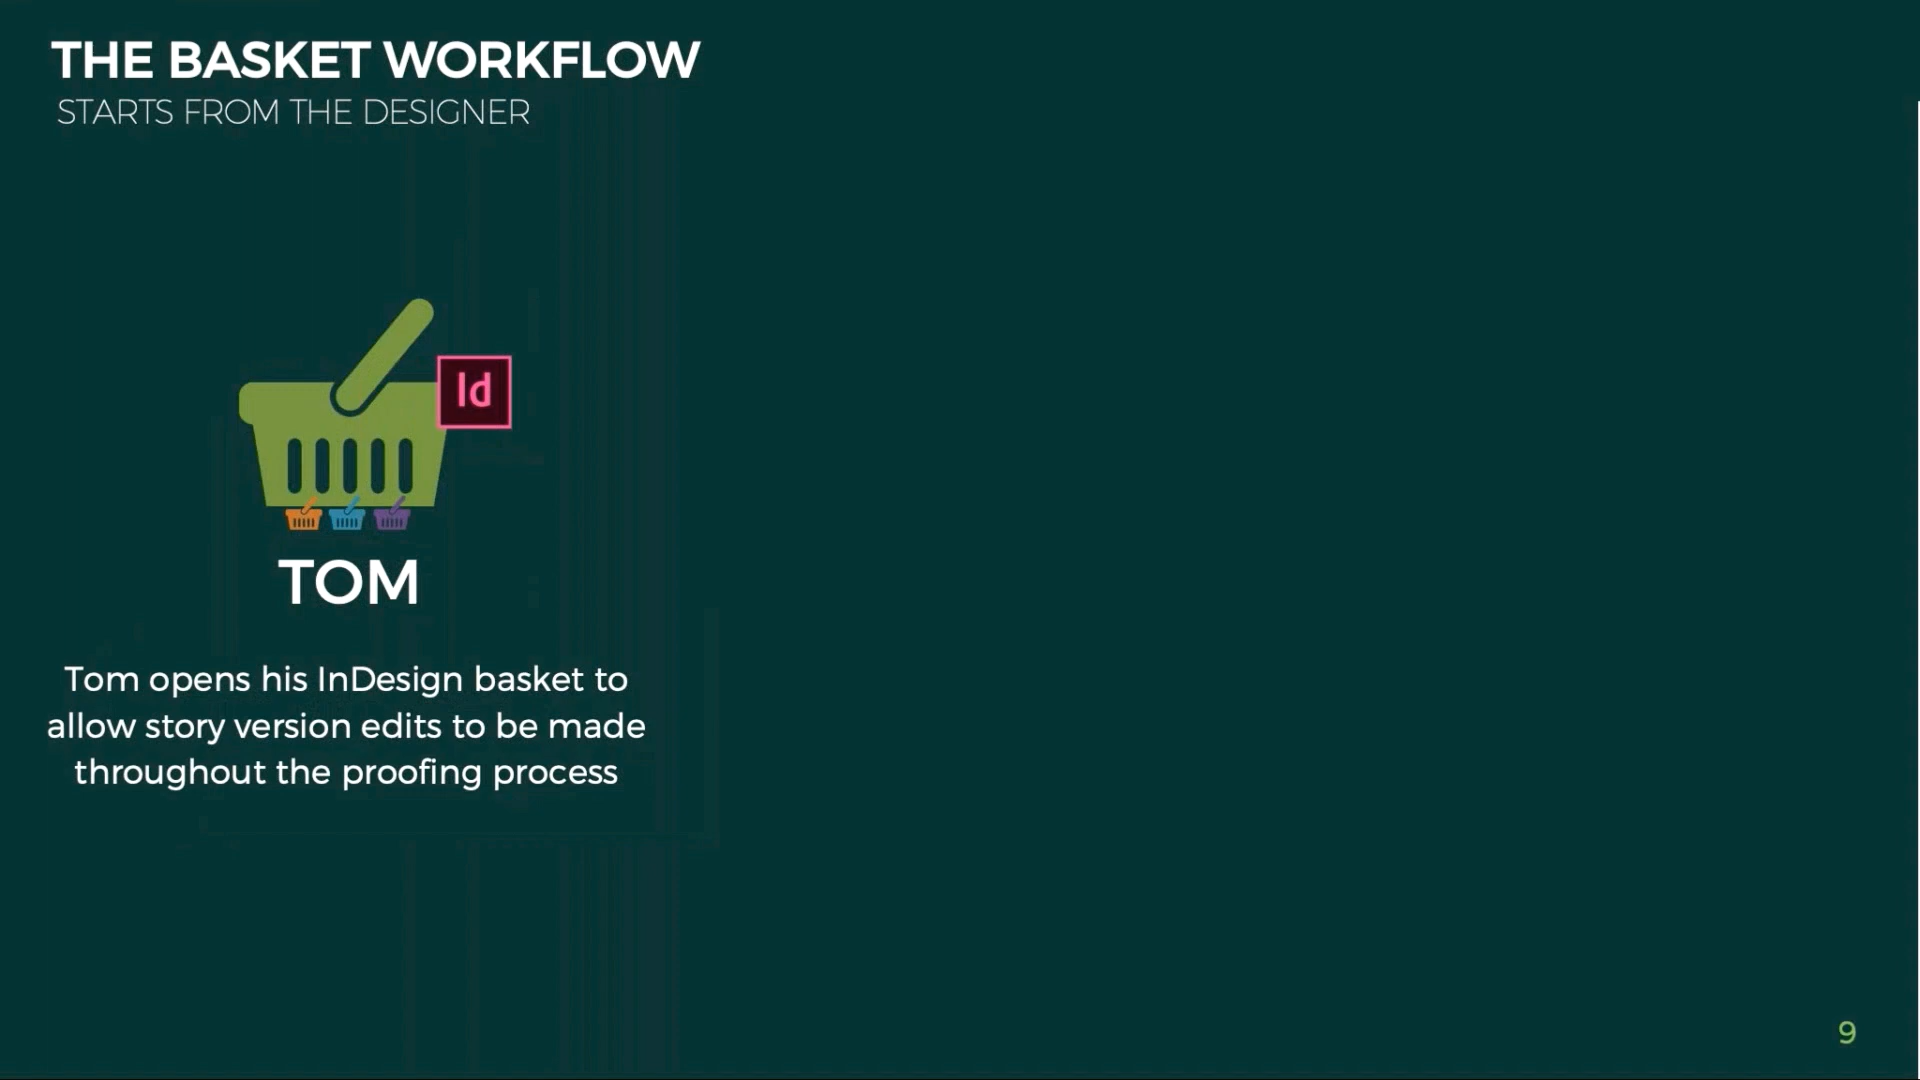 THE BASKET WORKFLOW
STARTS FROM THE DESIGNER
Id
TOM
Tom opens his InDesign basket to
allow story version edits to be made
throughout the proofing process
9